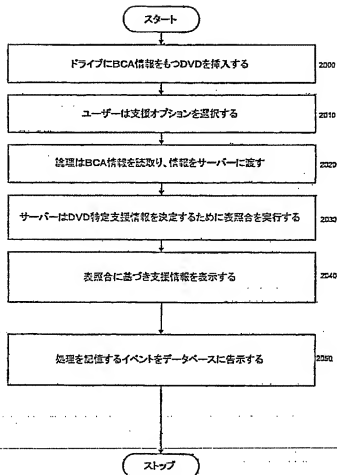 スタート
ドライブにBCA情報をもつDVDを挿入する
2000
ユーザーは支援オプションを選択する
2010
論理はBCA情報を読取り、情報をサーバーに渡す
2020
サーバーはDVD特定支援情報を決定するために表照合を実行する
2030
表照合に基づき支援情報を表示する
2040
処理を記憶するイベントをデータベースに告示する
2050
ストップ